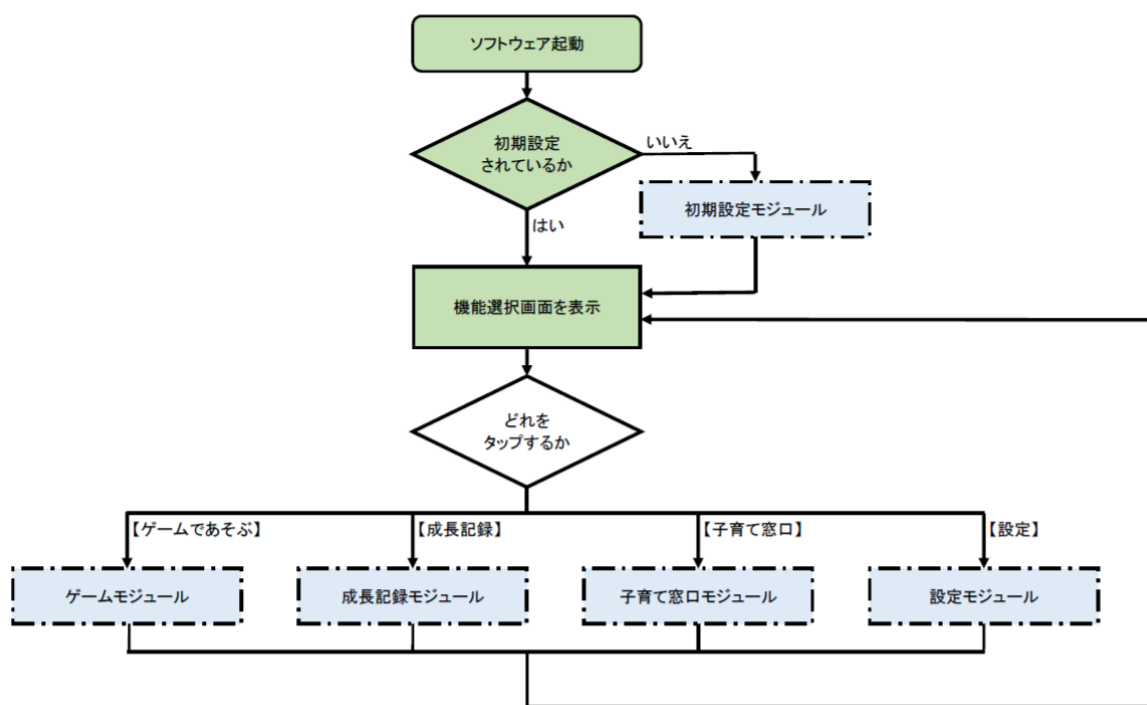 ソフトウェア起動
初期設定
されているか
いいえ
初期設定モジュール
はい
機能選択画面を表示
どれを
タップするか
【ゲームであそぶ】
【成長記録】
【子育て窓口】
【設定】
ゲームモジュール
成長記録モジュール
子育て窓口モジュール
設定モジュール